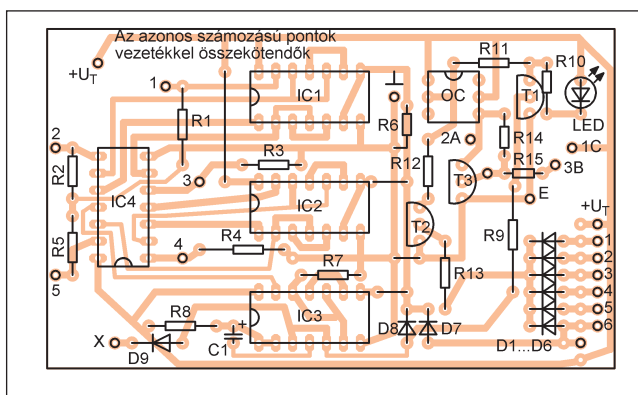 Az azonos számozású pontok
vezetékkel összekötendők
+U_T
1
R1
IC1
R6
OC
R11
T1
R10
LED
2
R2
R3
3
R12
2A
R14
T3
R15
1C
3B
IC4
IC2
T2
E
+U_T
R5
4
R4
R9
1
2
3
4
5
6
5
R7
R13
R8
IC3
X
D9
C1
+
D8
D7
D1...D6